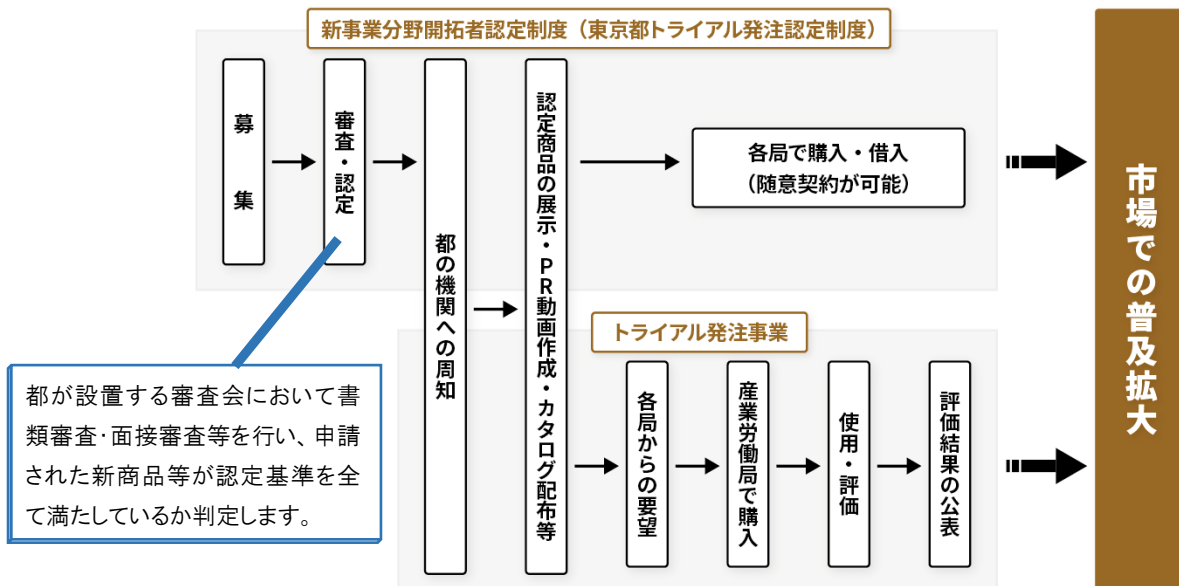 新事業分野開拓者認定制度（東京都トライアル発注認定制度）
募集
審査・認定
都の機関への周知
認定商品の展示・PR動画作成・カタログ配布等
各局で購入・借入
（随意契約が可能）
トライアル発注事業
各局からの要望
産業労働局で購入
使用・評価
評価結果の公表
市場での普及拡大
都が設置する審査会において書
類審査・面接審査等を行い、申請
された新商品等が認定基準を全
て満たしているか判定します。